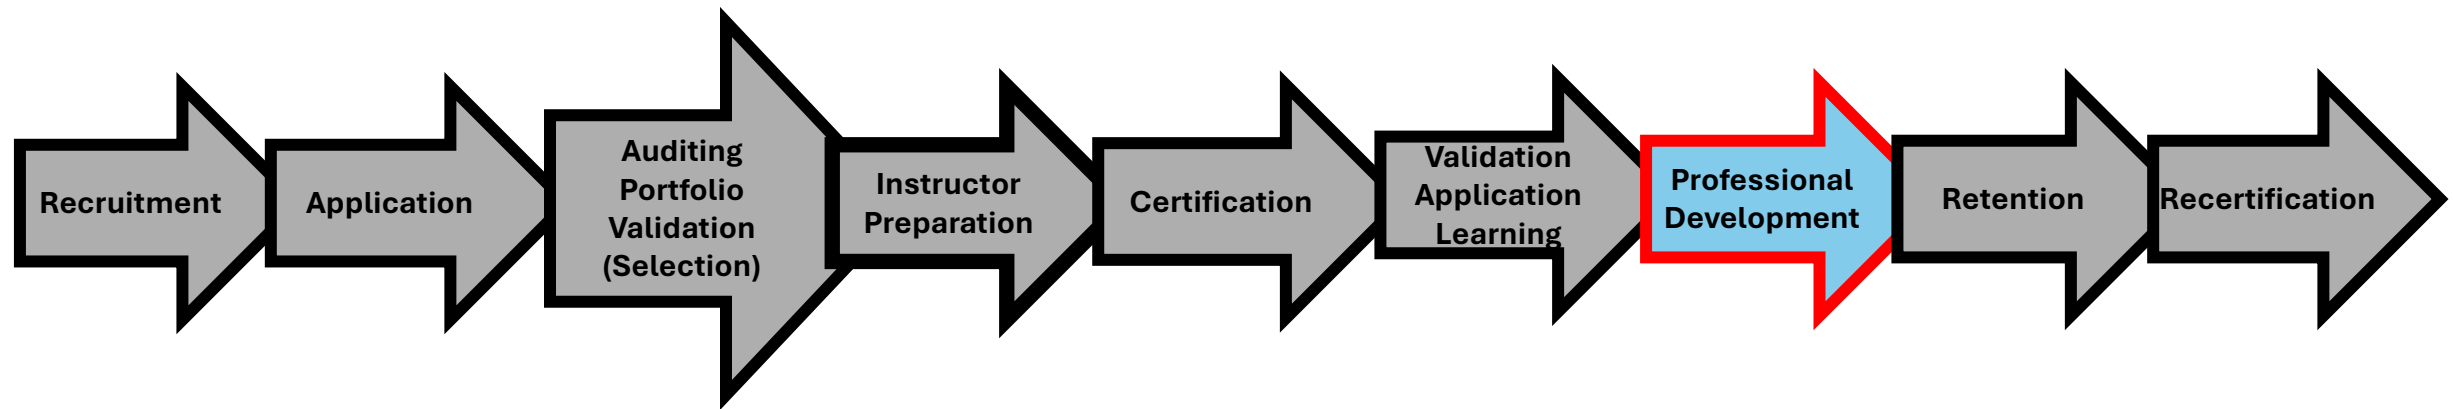 Recruitment
Application
Auditing
Portfolio
Validation
(Selection)
Instructor
Preparation
Certification
Validation
Application
Learning
Professional
Development
Retention
Recertification